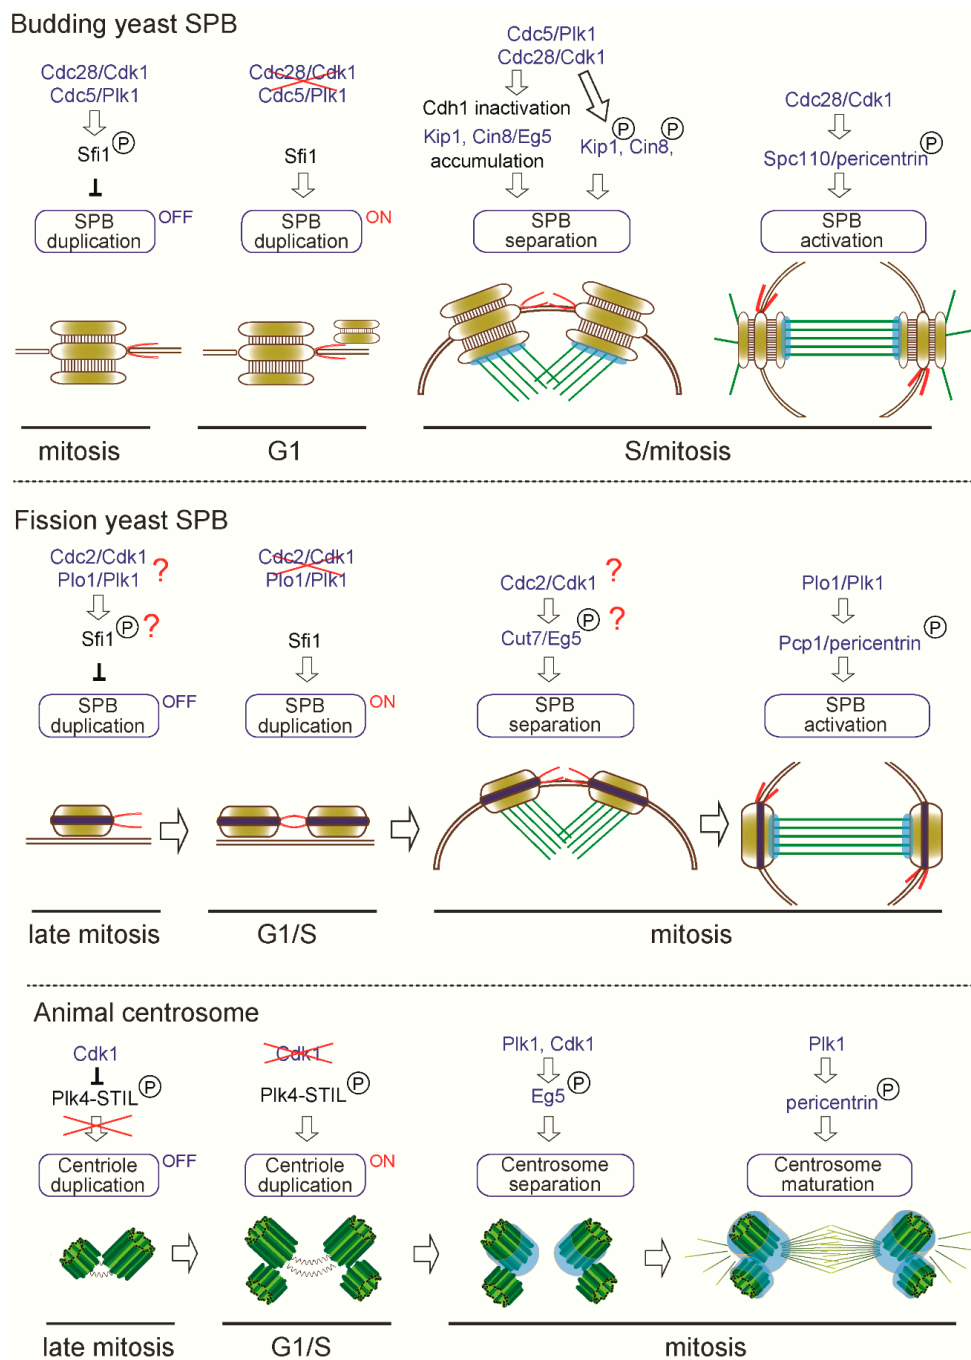 Budding yeast SPB
Cdc28/Cdk1
Cdc5/Plk1
Sfi1 P
SPB
duplication
OFF
mitosis
Cdc28/Cdk1
Cdc5/Plk1
Sfi1
SPB
duplication
ON
G1
Cdc5/Plk1
Cdc28/Cdk1
Cdh1 inactivation
Kip1, Cin8/Eg5
accumulation
P P
Kip1, Cin8,
SPB
separation
Cdc28/Cdk1
Spc110/pericentrin P
SPB
activation
S/mitosis
Fission yeast SPB
Cdc2/Cdk1
Plo1/Plk1 ?
Sfi1 P ?
SPB
duplication
OFF
late mitosis
Cdc2/Cdk1
Plo1/Plk1
Sfi1
SPB
duplication
ON
G1/S
Cdc2/Cdk1 ?
Cut7/Eg5 P ?
SPB
separation
Plo1/Plk1
Pcp1/pericentrin P
SPB
activation
mitosis
Animal centrosome
Cdk1
Plk4-STIL P
Centriole
duplication
OFF
late mitosis
Cdk1
Plk4-STIL P
Centriole
duplication
ON
G1/S
Plk1, Cdk1
Eg5 P
Centrosome
separation
Plk1
pericentrin P
Centrosome
maturation
mitosis